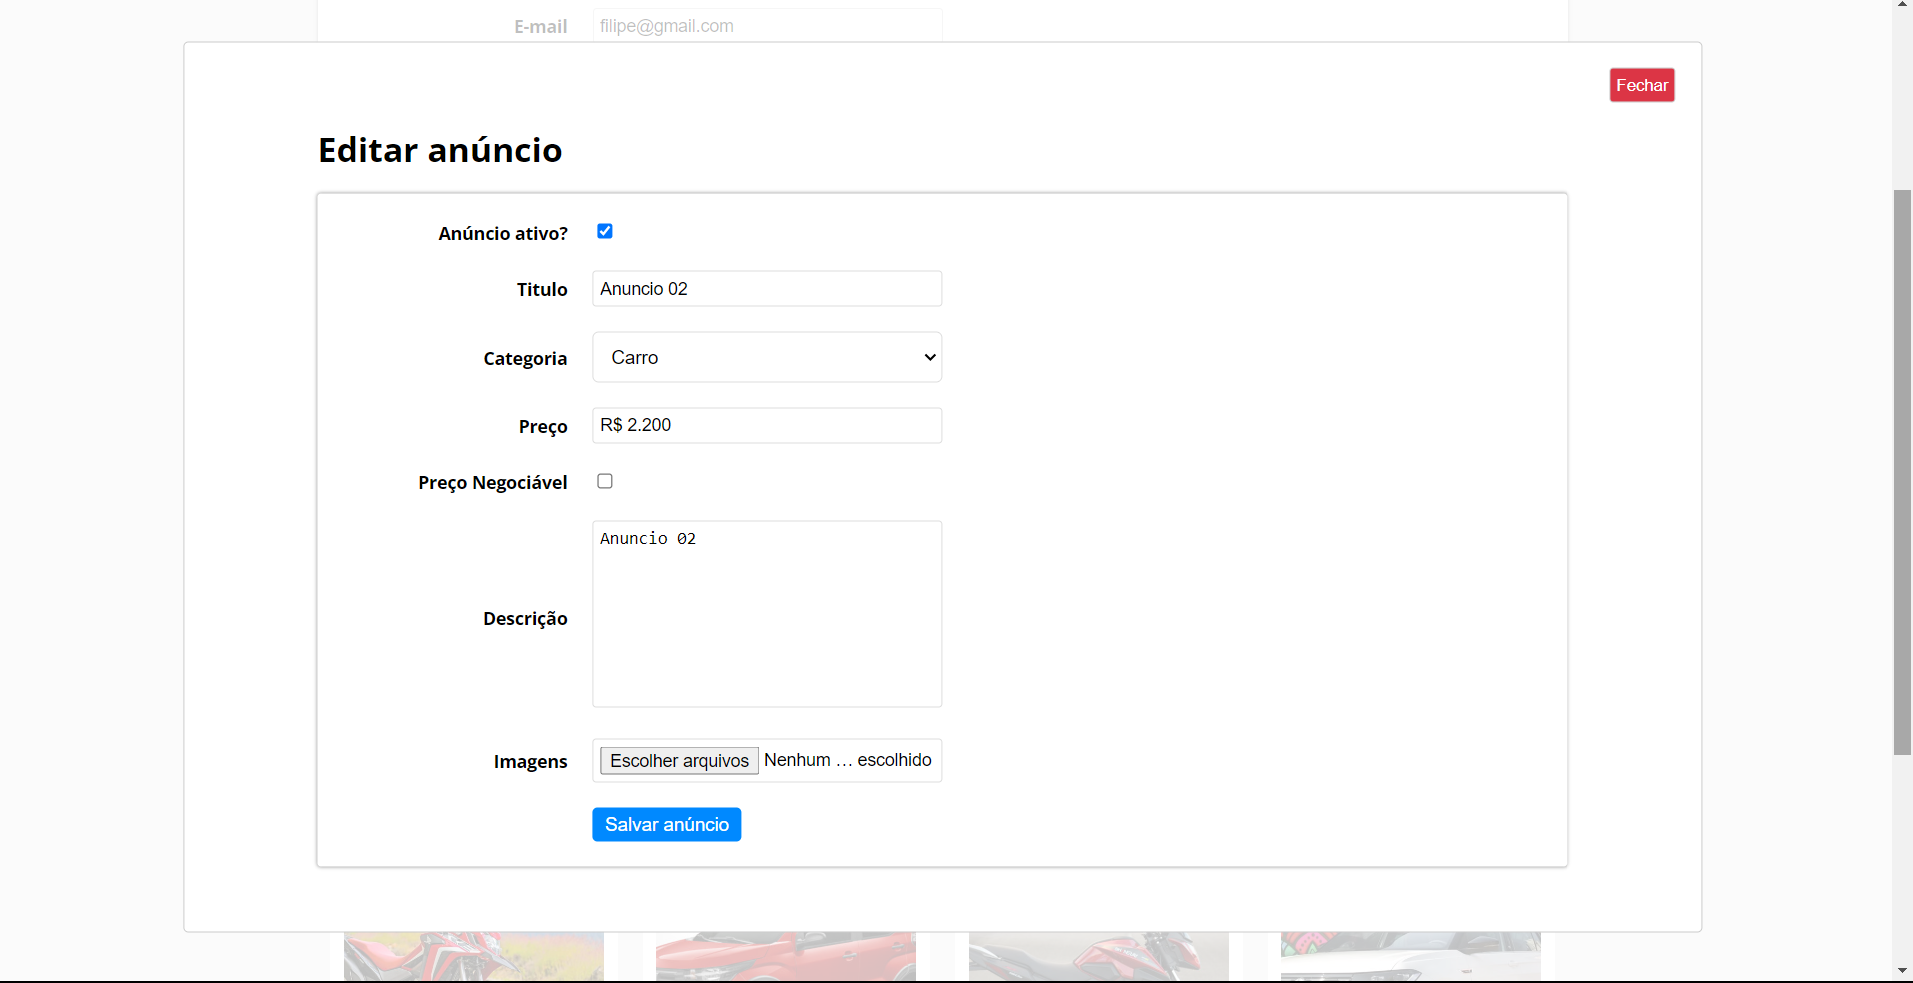 E-mail filipe@gmail.com
Fechar
Editar anúncio
Anúncio ativo?
Titulo Anuncio 02
Categoria Carro
Preço R$ 2.200
Preço Negociável
Anuncio 02
Descrição
Imagens Escolher arquivos Nenhum … escolhido
Salvar anúncio